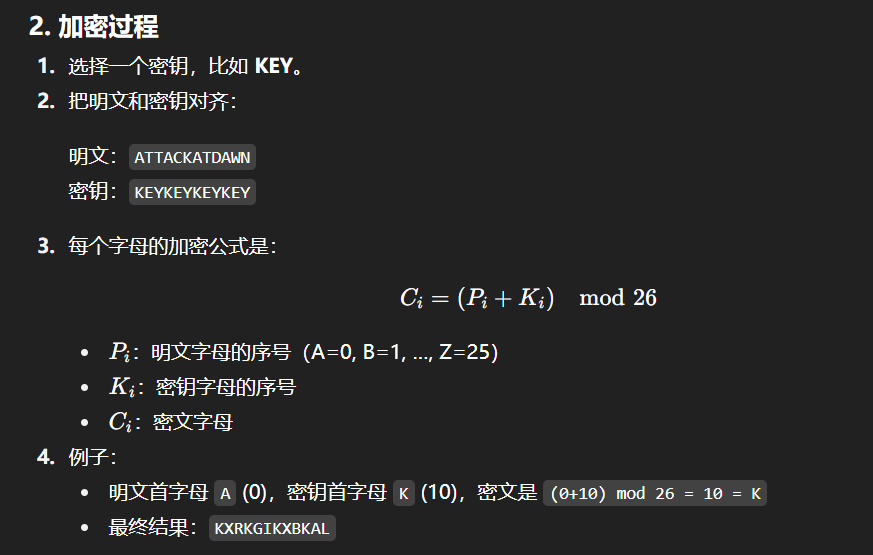 2. 加密过程
1. 选择一个密钥，比如 KEY。
2. 把明文和密钥对齐：
明文： ATTACKATDAWN
密钥： KEYKEYKEYKEY
3. 每个字母的加密公式是：
C_i = (P_i + K_i) mod 26
• P_i：明文字母的序号（A=0, B=1, ..., Z=25）
• K_i：密钥字母的序号
• C_i：密文字母
4. 例子：
• 明文首字母 A (0)，密钥首字母 K (10)，密文是 (0+10) mod 26 = 10 = K
• 最终结果： KXRKGIKXBKAL